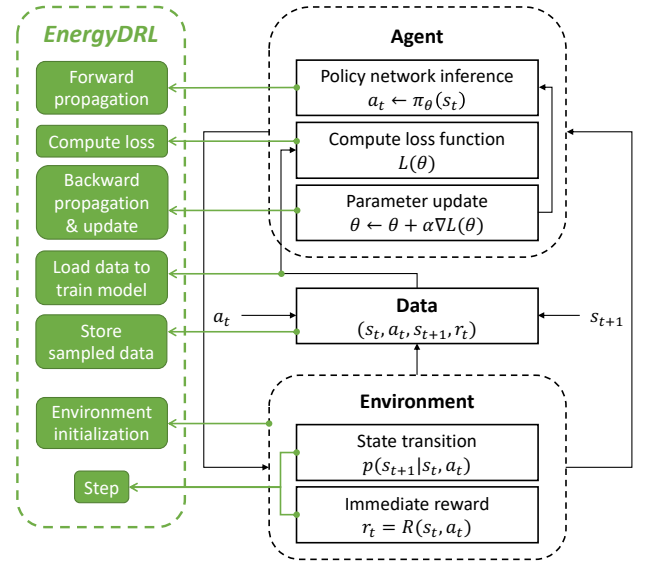 EnergyDRL
Forward
propagation
Compute loss
Backward
propagation
& update
Load data to
train model
Store
sampled data
Environment
initialization
Step
Agent
Policy network inference
a_t ← π_θ(s_t)
Compute loss function
L(θ)
Parameter update
θ ← θ + α∇L(θ)
a_t
Data
(s_t, a_t, s_{t+1}, r_t)
s_{t+1}
Environment
State transition
p(s_{t+1}|s_t, a_t)
Immediate reward
r_t = R(s_t, a_t)